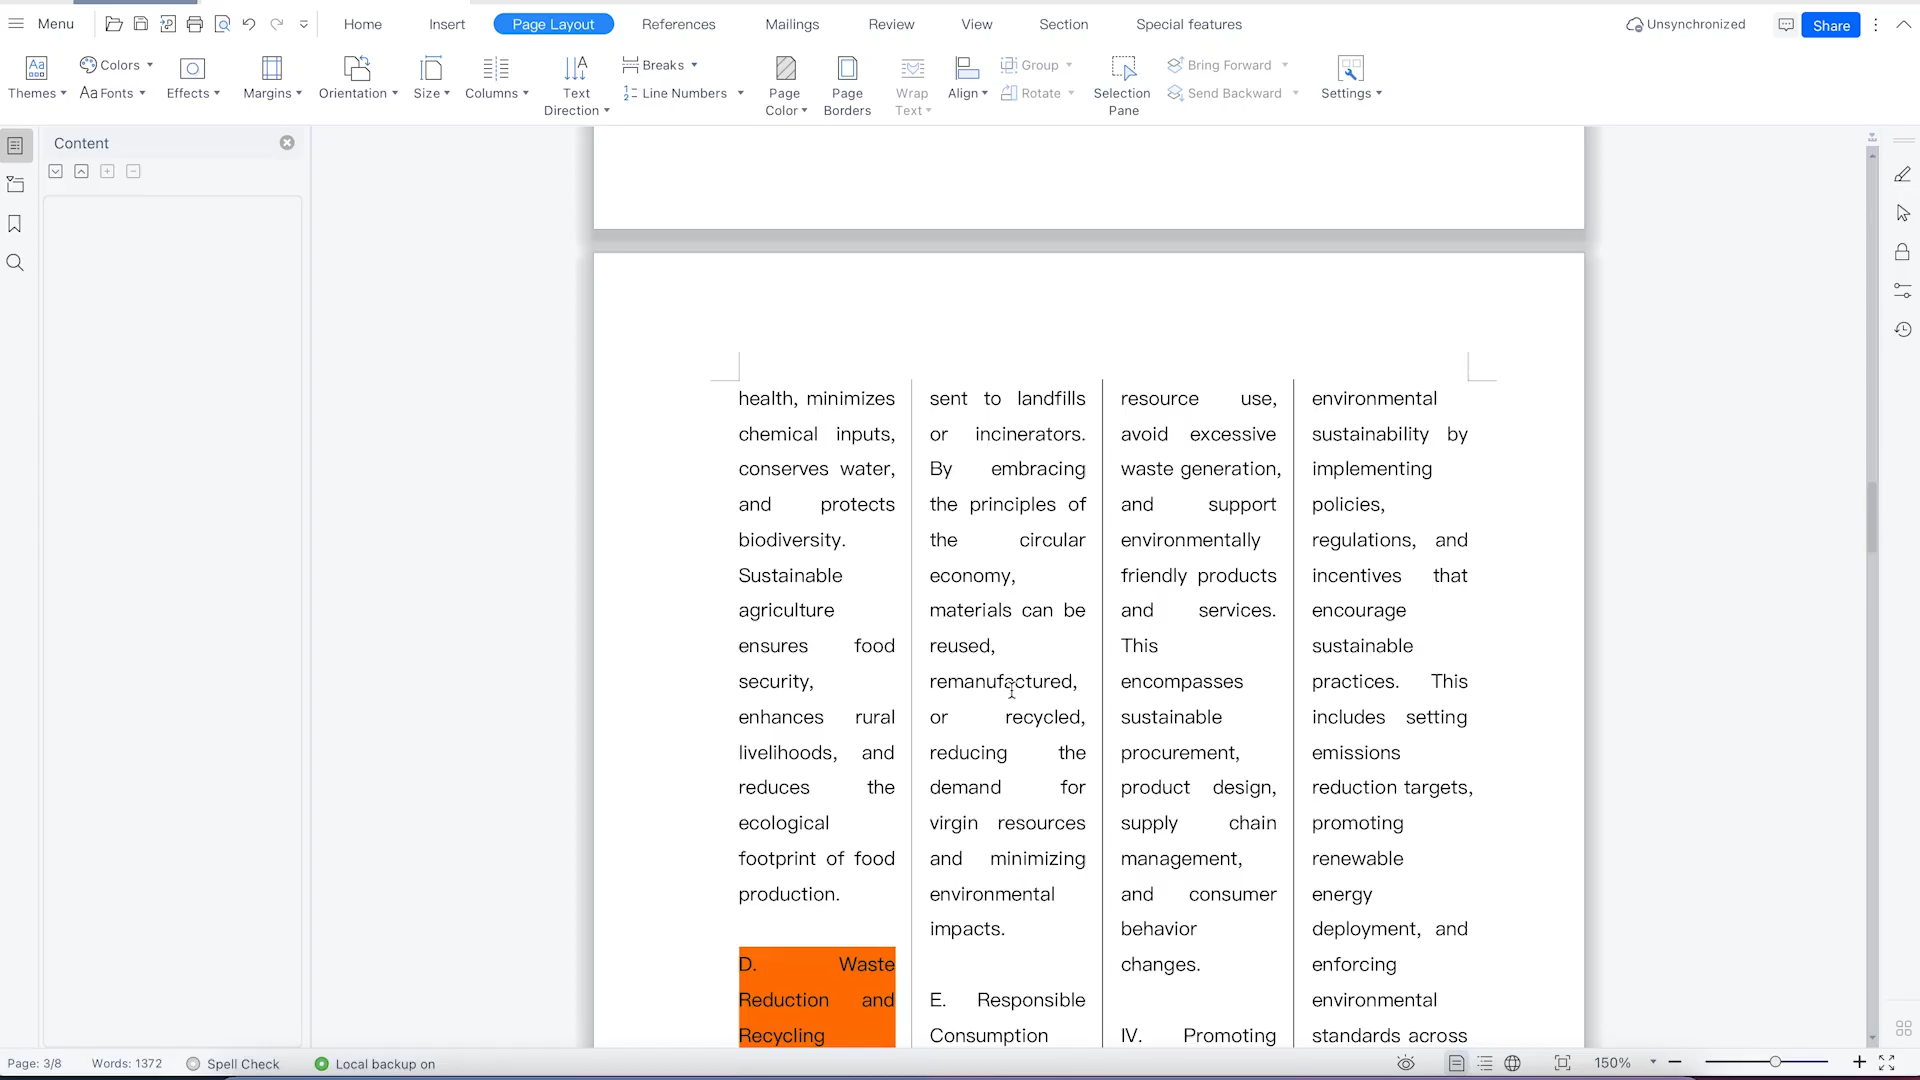 Menu
Home
Insert
Page Layout
References
Mailings
Review
View
Section
Special features
Unsynchronized
Share
Themes
Colors
Fonts
Effects
Margins
Orientation
Size
Columns
Text
Direction
Breaks
Line Numbers
Page
Color
Page
Borders
Wrap
Text
Align
Group
Rotate
Selection
Pane
Bring Forward
Send Backward
Settings
Content
health, minimizes
chemical inputs,
conserves water,
and protects
biodiversity.
Sustainable
agriculture
ensures food
security,
enhances rural
livelihoods, and
reduces the
ecological
footprint of food
production.
D. Waste
Reduction and
Recycling
sent to landfills
or incinerators.
By embracing
the principles of
the circular
economy,
materials can be
reused,
remanufactured,
or recycled,
reducing the
demand for
virgin resources
and minimizing
environmental
impacts.
E. Responsible
Consumption
resource use,
avoid excessive
waste generation,
and support
environmentally
friendly products
and services.
This
encompasses
sustainable
procurement,
product design,
supply chain
management,
and consumer
behavior
changes.
IV. Promoting
environmental
sustainability by
implementing
policies,
regulations, and
incentives that
encourage
sustainable
practices. This
includes setting
emissions
reduction targets,
promoting
renewable
energy
deployment, and
enforcing
environmental
standards across
Page: 3/8
Words: 1372
Spell Check
Local backup on
150%